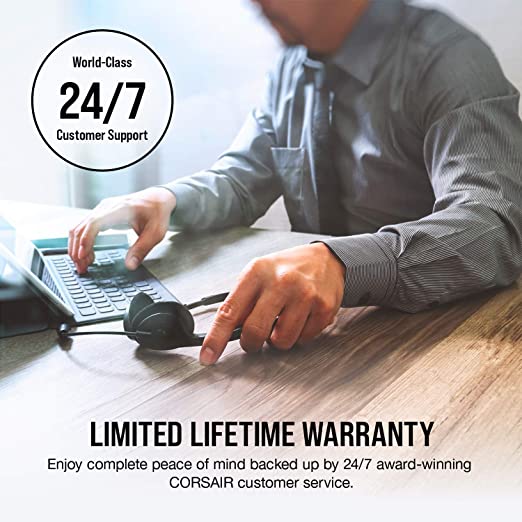 World-Class
24/7
Customer Support
LIMITED LIFETIME WARRANTY
Enjoy complete peace of mind backed up by 24/7 award-winning
CORSAIR customer service.